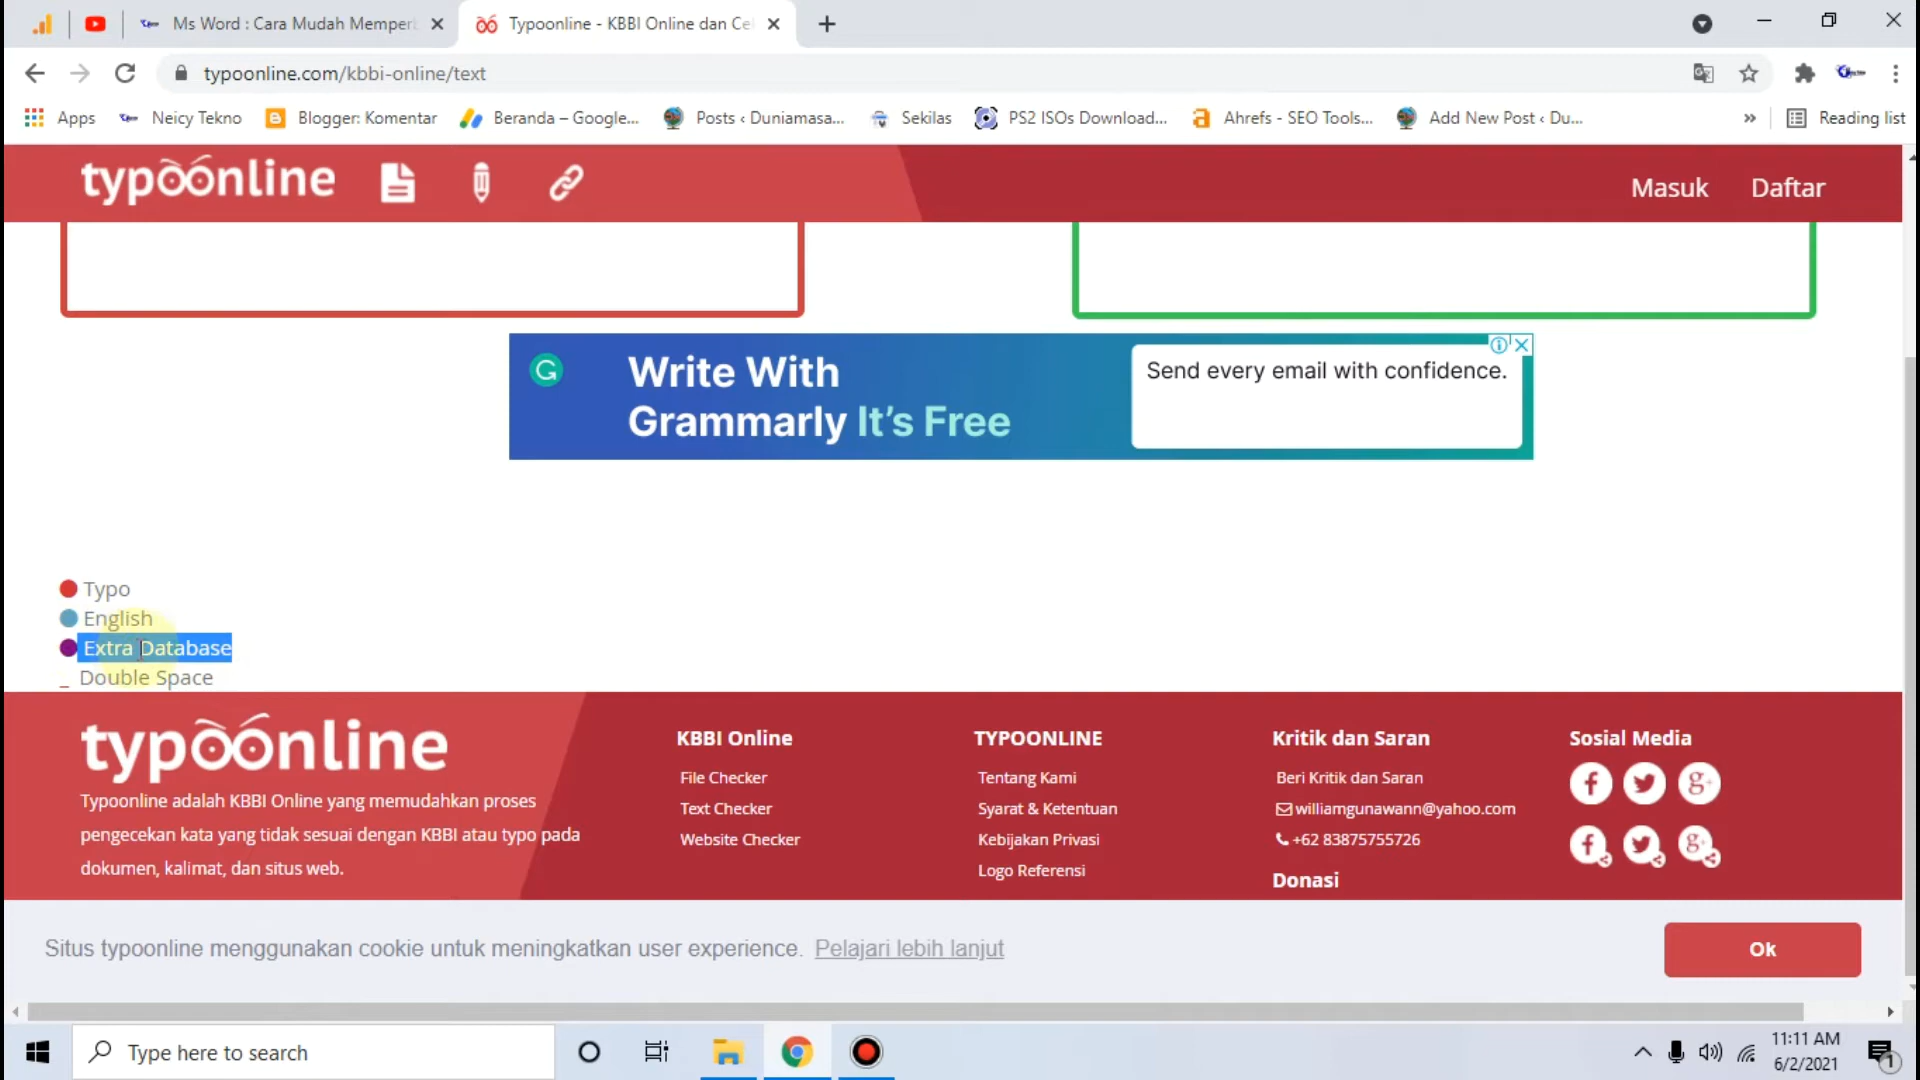 Ms Word : Cara Mudah Memperb
Typoonline - KBBI Online dan Ce
typoonline.com/kbbi-online/text
Apps
Neicy Tekno
Blogger: Komentar
Beranda – Google...
Posts ‹ Duniamasa...
Sekilas
PS2 ISOs Download...
Ahrefs - SEO Tools...
Add New Post ‹ Du...
»
Reading list
typoonline
Masuk
Daftar
Write With
Grammarly It's Free
Send every email with confidence.
Typo
English
Extra Database
_ Double Space
typoonline
Typoonline adalah KBBI Online yang memudahkan proses
pengecekan kata yang tidak sesuai dengan KBBI atau typo pada
dokumen, kalimat, dan situs web.
KBBI Online
File Checker
Text Checker
Website Checker
TYPOONLINE
Tentang Kami
Syarat & Ketentuan
Kebijakan Privasi
Logo Referensi
Kritik dan Saran
Beri Kritik dan Saran
williamgunawann@yahoo.com
+62 83875755726
Donasi
Sosial Media
Situs typoonline menggunakan cookie untuk meningkatkan user experience. Pelajari lebih lanjut
Ok
Type here to search
11:11 AM
6/2/2021
1